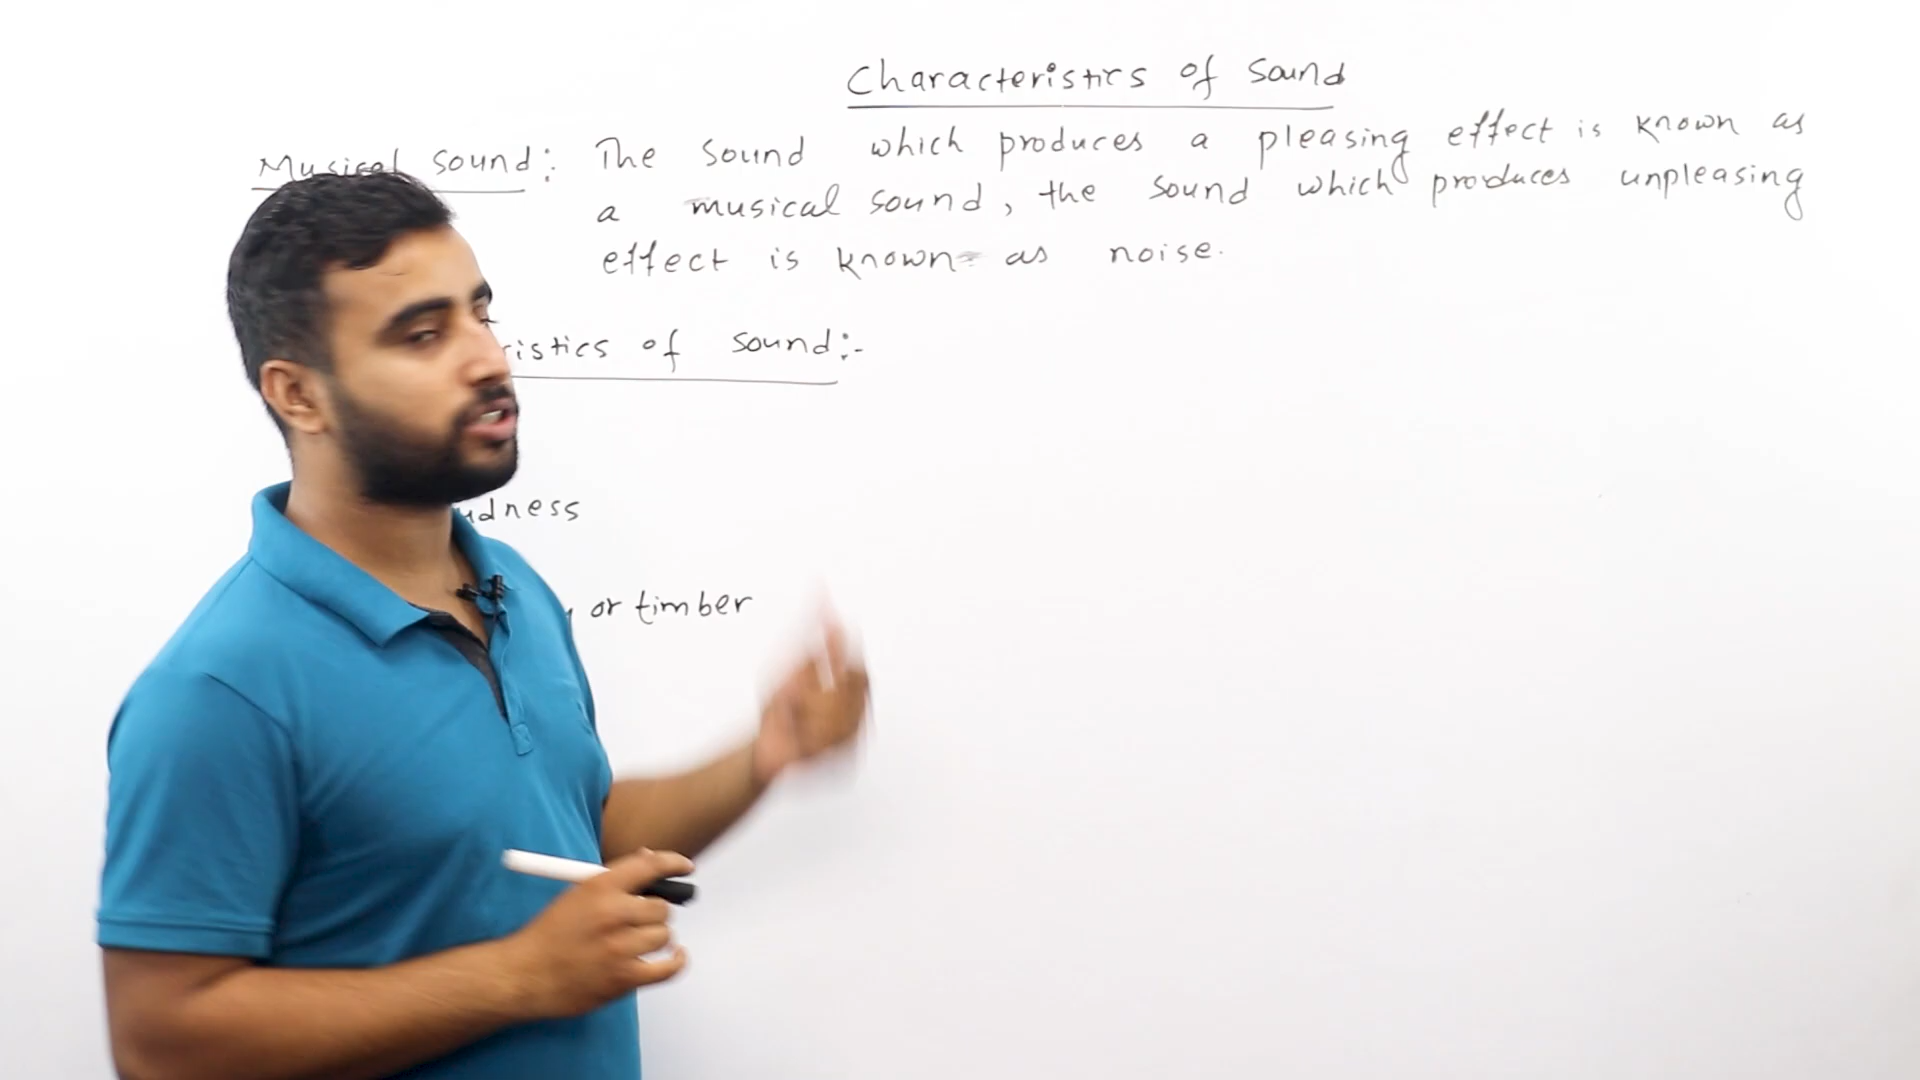 Characteristics of Sound
Musical sound:
The Sound which produces a pleasing effect is known as
a musical sound, the sound which produces unpleasing
effect is known as noise.
ristics of sound:-
udness
or timber